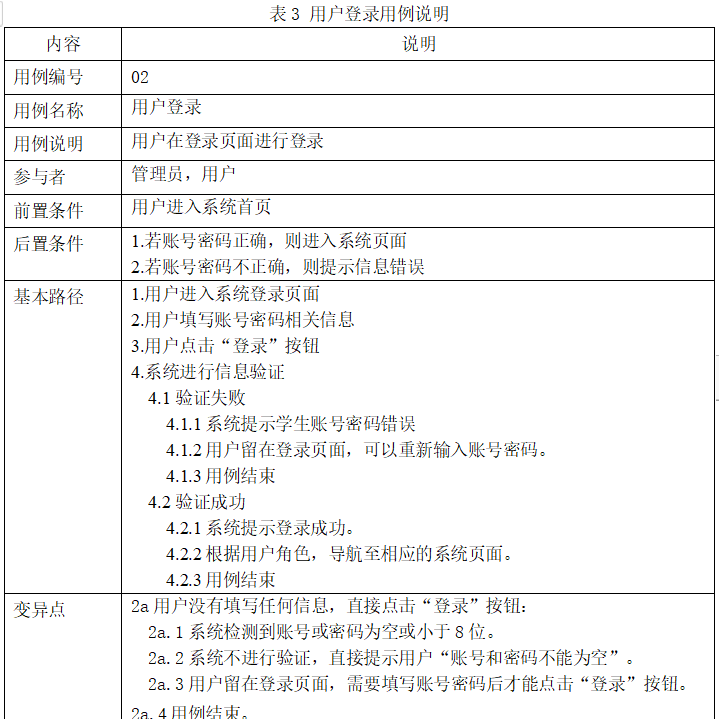 表3 用户登录用例说明
内容 说明
用例编号 02
用例名称 用户登录
用例说明 用户在登录页面进行登录
参与者 管理员，用户
前置条件 用户进入系统首页
后置条件 1.若账号密码正确，则进入系统页面
2.若账号密码不正确，则提示信息错误
基本路径 1.用户进入系统登录页面
2.用户填写账号密码相关信息
3.用户点击“登录”按钮
4.系统进行信息验证
4.1 验证失败
4.1.1 系统提示学生账号密码错误
4.1.2 用户留在登录页面，可以重新输入账号密码。
4.1.3 用例结束
4.2 验证成功
4.2.1 系统提示登录成功。
4.2.2 根据用户角色，导航至相应的系统页面。
4.2.3 用例结束
变异点 2a 用户没有填写任何信息，直接点击“登录”按钮：
2a.1 系统检测到账号或密码为空或小于 8 位。
2a.2 系统不进行验证，直接提示用户“账号和密码不能为空”。
2a.3 用户留在登录页面，需要填写账号密码后才能点击“登录”按钮。
2a.4 用例结束。